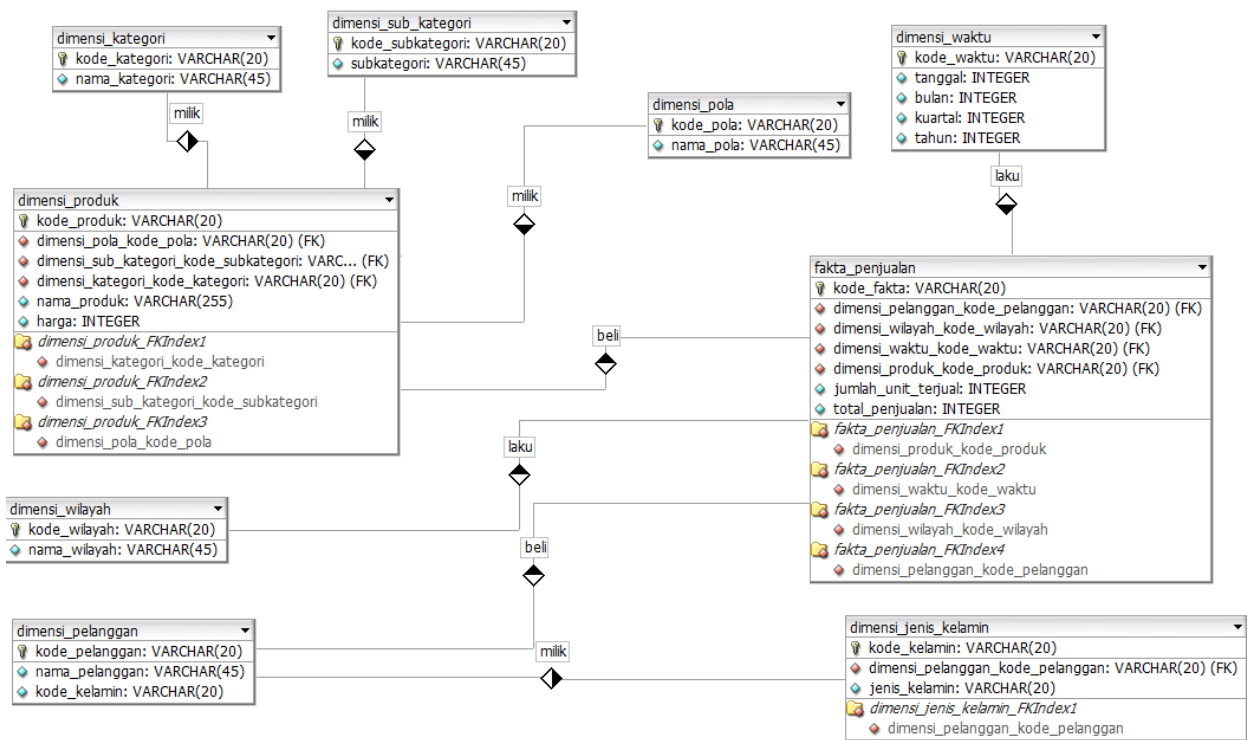 dimensi_kategori
kode_kategori: VARCHAR(20)
nama_kategori: VARCHAR(45)
dimensi_sub_kategori
kode_subkategori: VARCHAR(20)
subkategori: VARCHAR(45)
dimensi_pola
kode_pola: VARCHAR(20)
nama_pola: VARCHAR(45)
dimensi_waktu
kode_waktu: VARCHAR(20)
tanggal: INTEGER
bulan: INTEGER
kuartal: INTEGER
tahun: INTEGER
milik
milik
milik
laku
dimensi_produk
kode_produk: VARCHAR(20)
dimensi_pola_kode_pola: VARCHAR(20) (FK)
dimensi_sub_kategori_kode_subkategori: VARC... (FK)
dimensi_kategori_kode_kategori: VARCHAR(20) (FK)
nama_produk: VARCHAR(255)
harga: INTEGER
dimensi_produk_FKIndex1
dimensi_kategori_kode_kategori
dimensi_produk_FKIndex2
dimensi_sub_kategori_kode_subkategori
dimensi_produk_FKIndex3
dimensi_pola_kode_pola
fakta_penjualan
kode_fakta: VARCHAR(20)
dimensi_pelanggan_kode_pelanggan: VARCHAR(20) (FK)
dimensi_wilayah_kode_wilayah: VARCHAR(20) (FK)
dimensi_waktu_kode_waktu: VARCHAR(20) (FK)
dimensi_produk_kode_produk: VARCHAR(20) (FK)
jumlah_unit_terjual: INTEGER
total_penjualan: INTEGER
fakta_penjualan_FKIndex1
dimensi_produk_kode_produk
fakta_penjualan_FKIndex2
dimensi_waktu_kode_waktu
fakta_penjualan_FKIndex3
dimensi_wilayah_kode_wilayah
fakta_penjualan_FKIndex4
dimensi_pelanggan_kode_pelanggan
beli
laku
beli
milik
dimensi_wilayah
kode_wilayah: VARCHAR(20)
nama_wilayah: VARCHAR(45)
dimensi_pelanggan
kode_pelanggan: VARCHAR(20)
nama_pelanggan: VARCHAR(45)
kode_kelamin: VARCHAR(20)
dimensi_jenis_kelamin
kode_kelamin: VARCHAR(20)
dimensi_pelanggan_kode_pelanggan: VARCHAR(20) (FK)
jenis_kelamin: VARCHAR(20)
dimensi_jenis_kelamin_FKIndex1
dimensi_pelanggan_kode_pelanggan